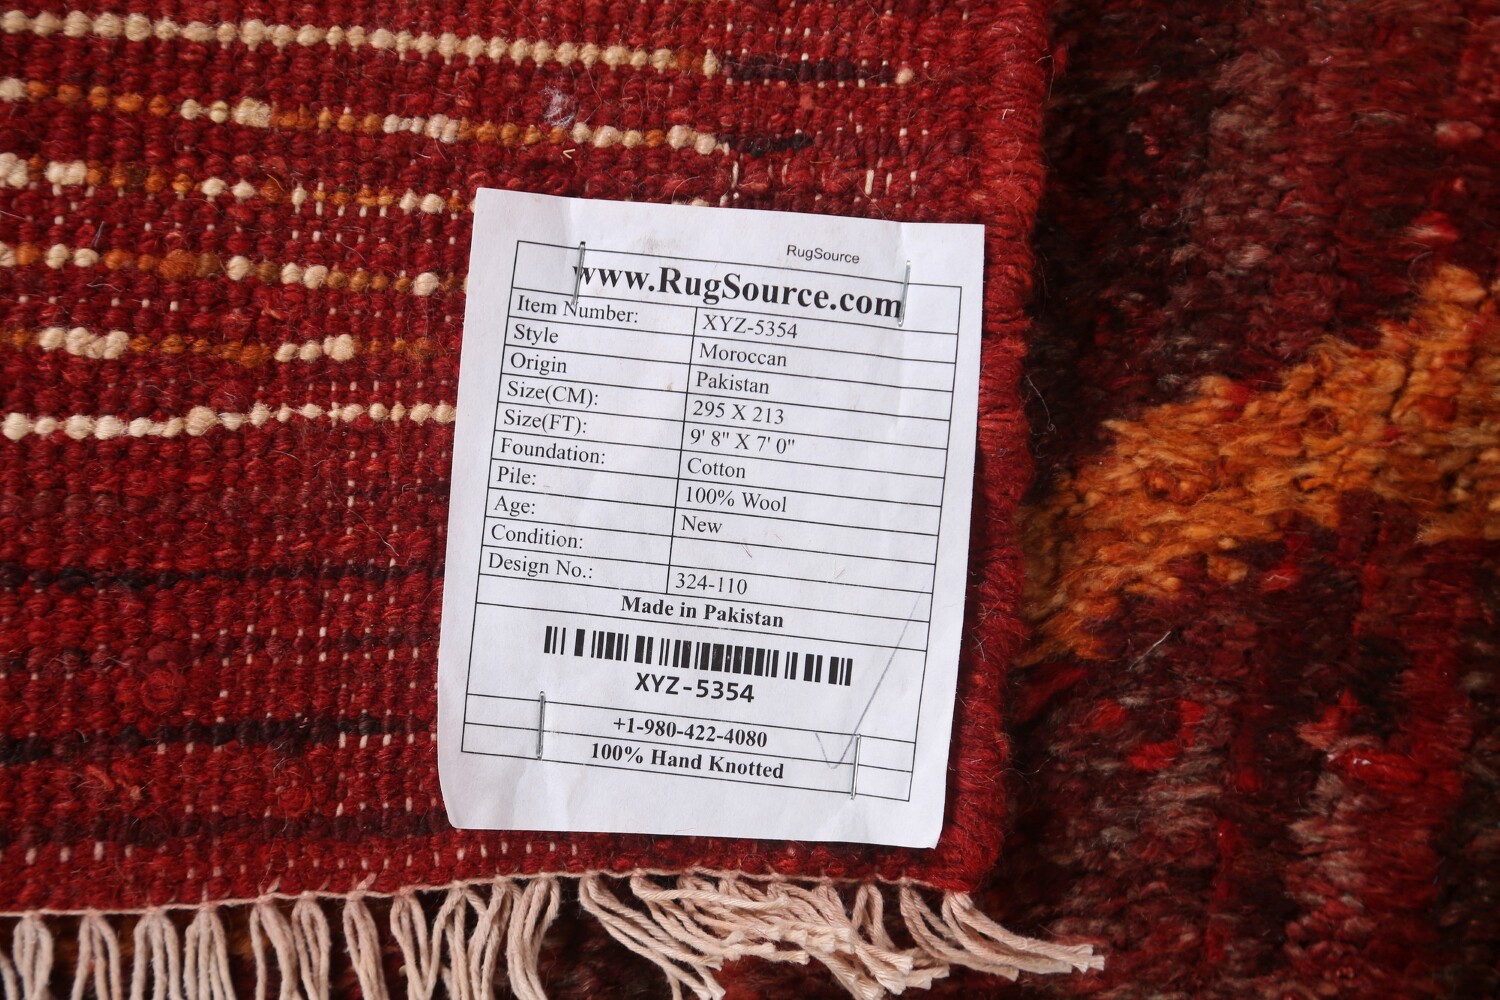 RugSource
www.RugSource.com
Item Number: XYZ-5354
Style Moroccan
Origin Pakistan
Size(CM): 295 X 213
Size(FT): 9' 8" X 7' 0"
Foundation: Cotton
Pile: 100% Wool
Age: New
Condition:
Design No.: 324-110
Made in Pakistan
XYZ-5354
+1-980-422-4080
100% Hand Knotted